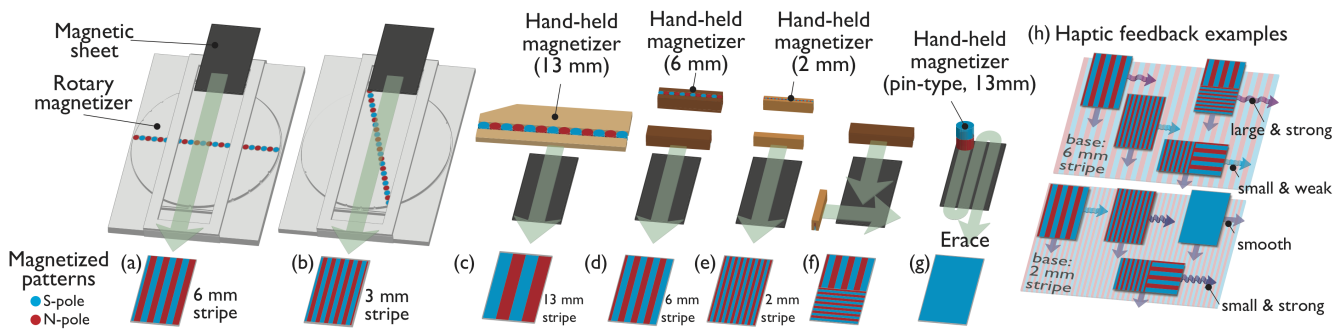 Magnetic
sheet
Rotary
magnetizer
Hand-held
magnetizer
(13 mm)
Hand-held
magnetizer
(6 mm)
Hand-held
magnetizer
(2 mm)
Hand-held
magnetizer
(pin-type, 13mm)
(h) Haptic feedback examples
large & strong
base:
6 mm
stripe
small & weak
smooth
base:
2 mm
stripe
small & strong
Erace
Magnetized
patterns
S-pole
N-pole
(a)
6 mm
stripe
(b)
3 mm
stripe
(c)
13 mm
stripe
(d)
6 mm
stripe
(e)
2 mm
stripe
(f)
(g)